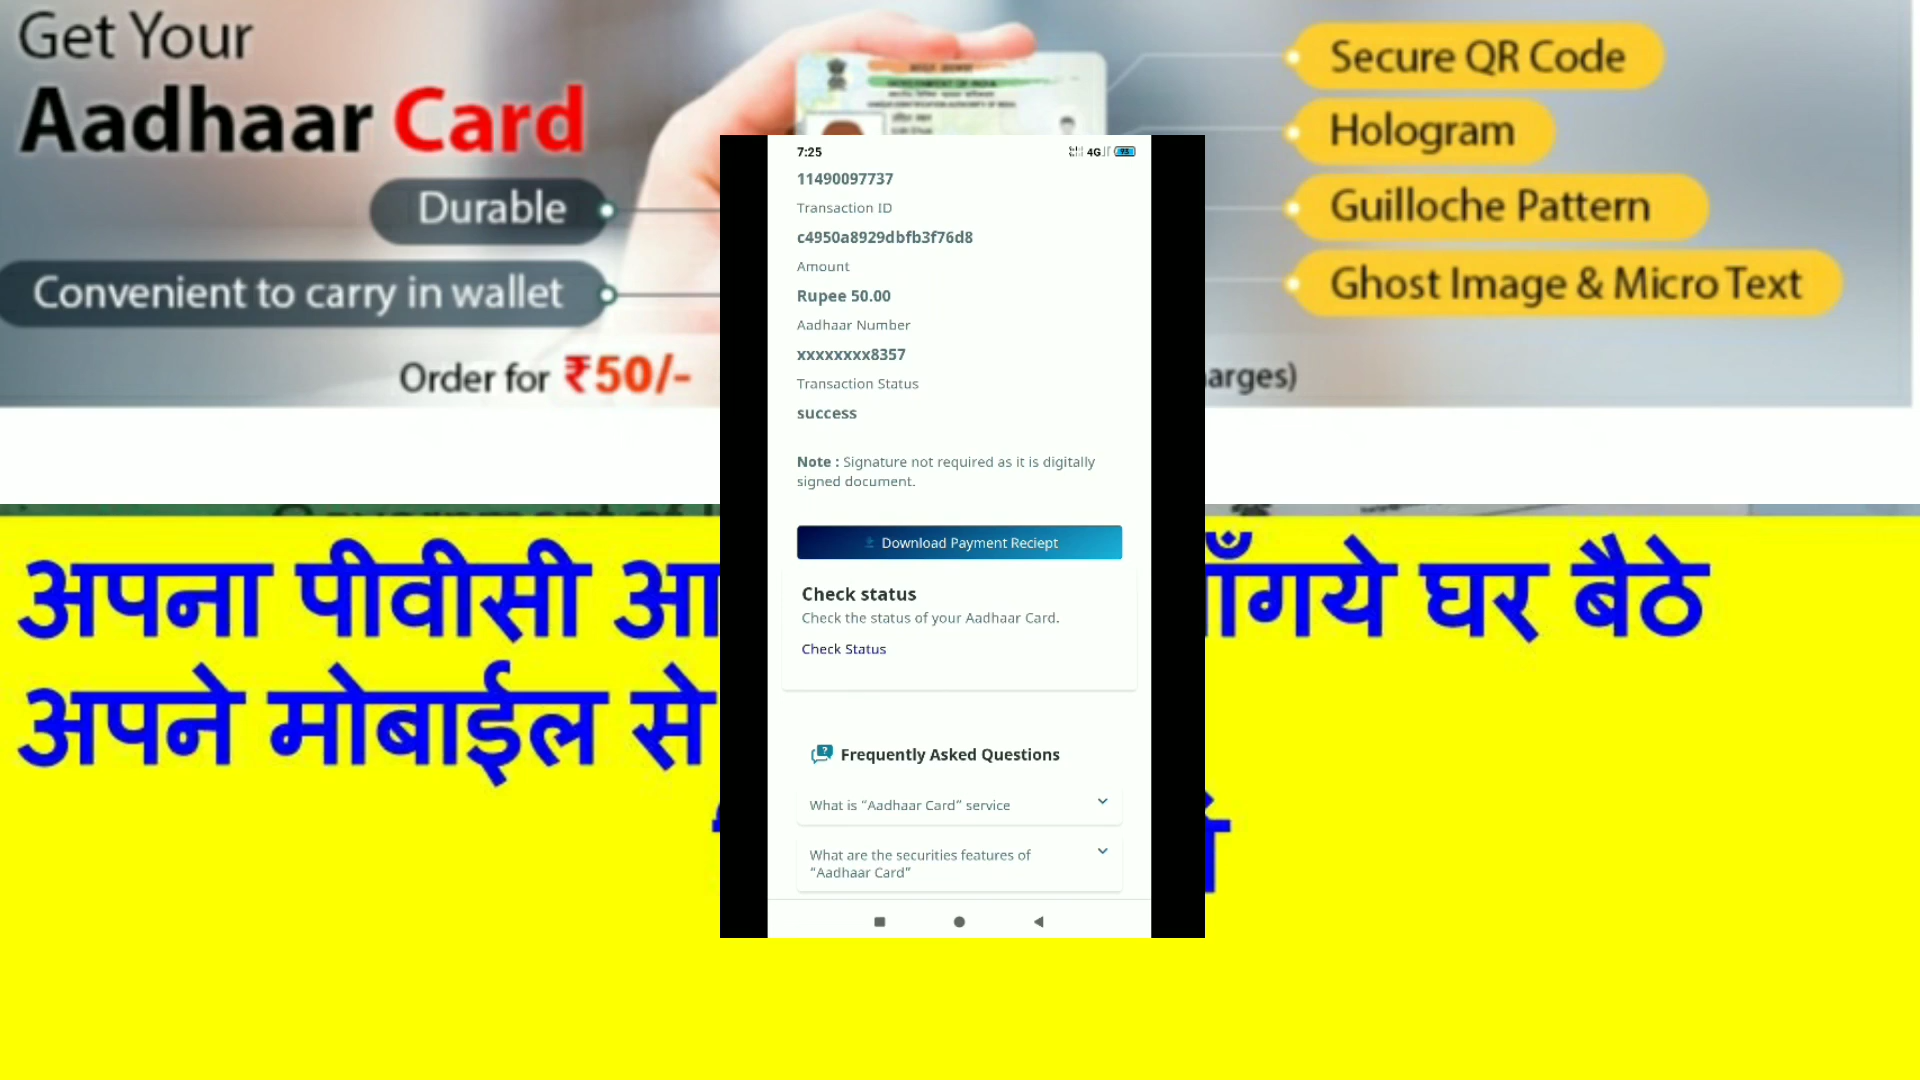 Get Your
Aadhaar Card
Durable
Convenient to carry in wallet
Order for ₹50/-
arges)
Secure QR Code
Hologram
Guilloche Pattern
Ghost Image & Micro Text
7:25
4G
95
11490097737
Transaction ID
c4950a8929dbfb3f76d8
Amount
Rupee 50.00
Aadhaar Number
xxxxxxxx8357
Transaction Status
success
Note : Signature not required as it is digitally
signed document.
Download Payment Reciept
Check status
Check the status of your Aadhaar Card.
Check Status
Frequently Asked Questions
What is “Aadhaar Card” service
What are the securities features of
“Aadhaar Card”
अपना पीवीसी आ ाँगये घर बैठे
अपने मोबाईल से